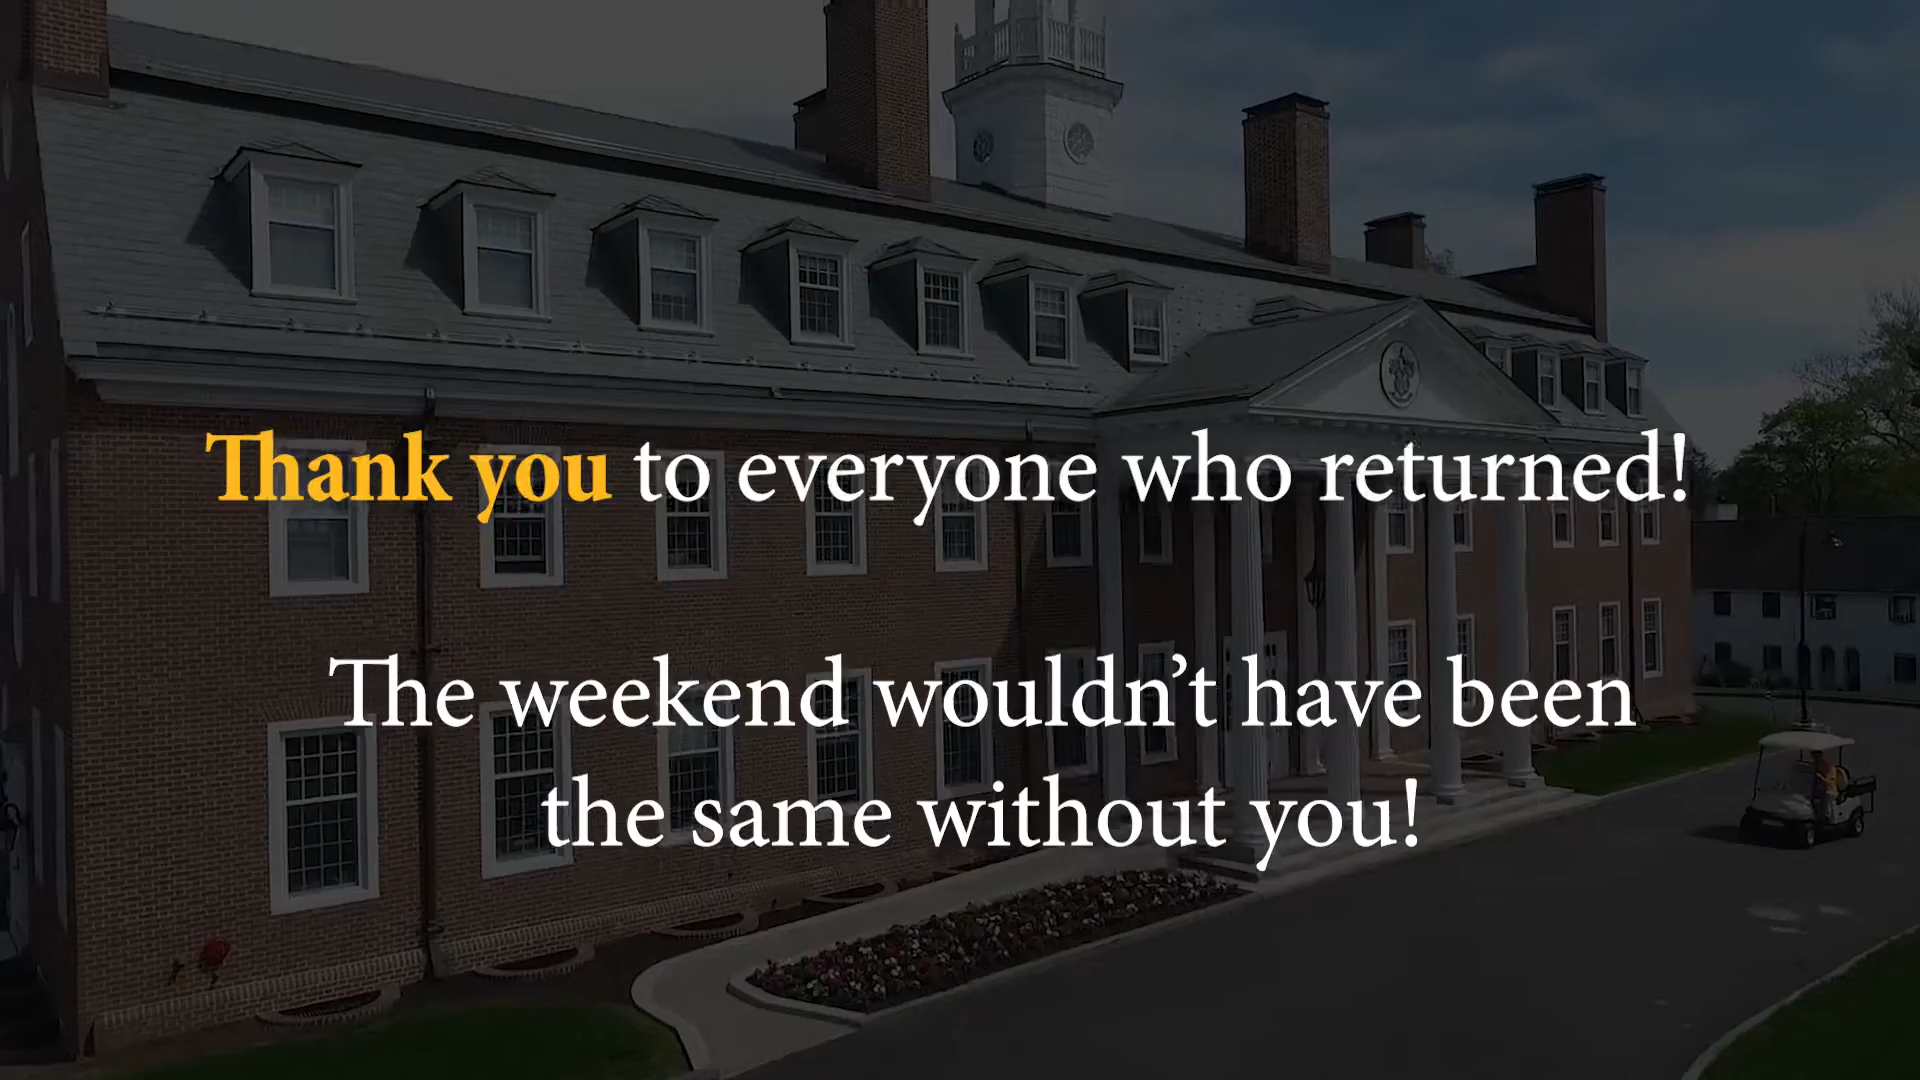 Thank you to everyone who returned!
The weekend wouldn’t have been
the same without you!